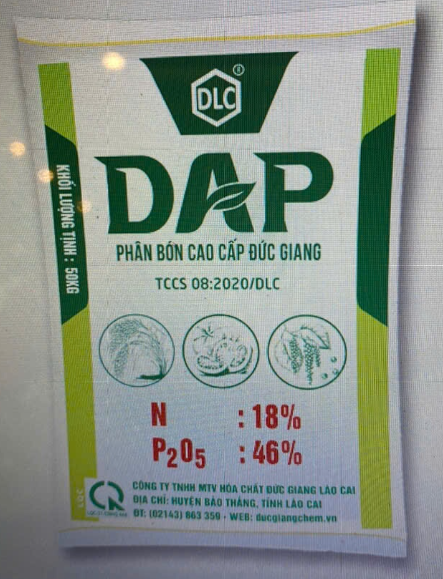 DLC
®
DAP
PHÂN BÓN CAO CẤP ĐỨC GIANG
TCCS 08:2020/DLC
KHỐI LƯỢNG TỊNH : 50KG
N : 18%
P₂O₅ : 46%
CR
CÔNG TY TNHH MTV HÓA CHẤT ĐỨC GIANG LÀO CAI
ĐỊA CHỈ: HUYỆN BẢO THẮNG, TỈNH LÀO CAI
ĐT: (02143) 863 350 - WEB: ducgiangchem.vn